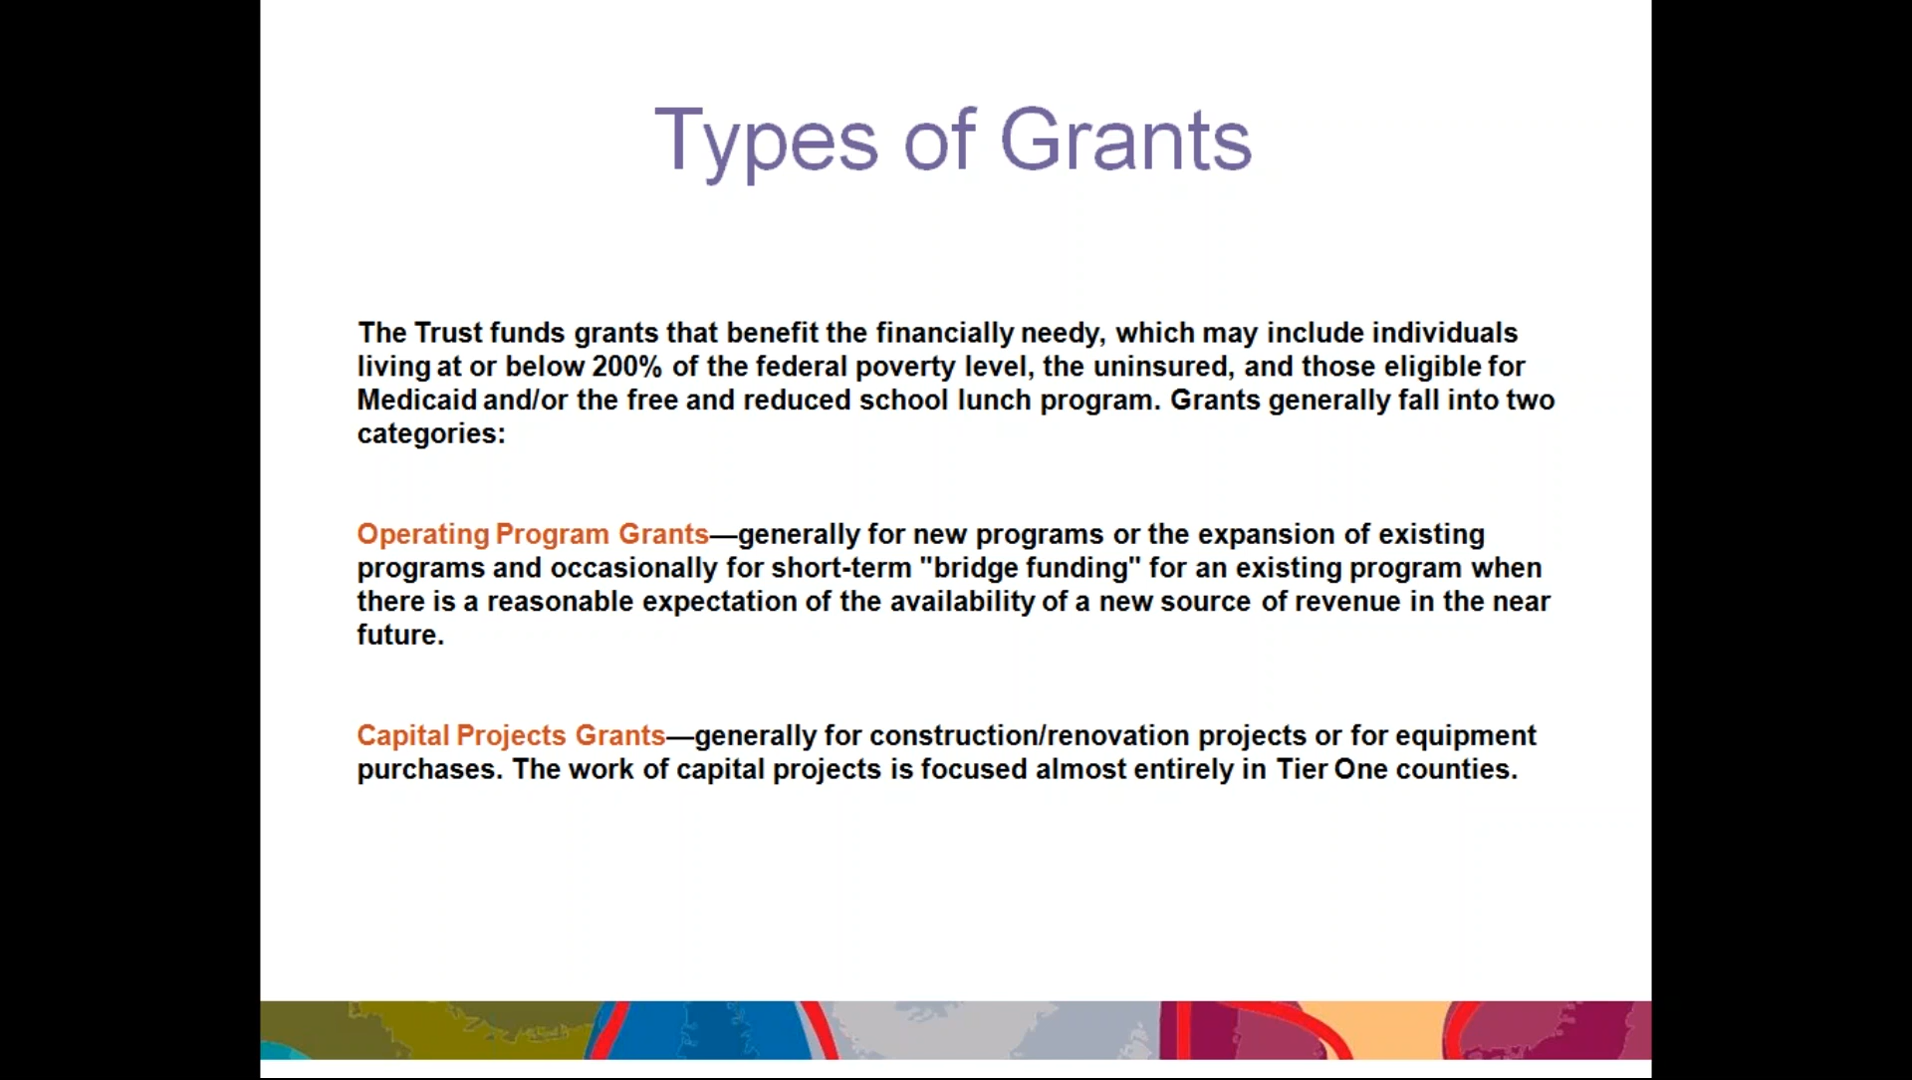 Types of Grants
The Trust funds grants that benefit the financially needy, which may include individuals
living at or below 200% of the federal poverty level, the uninsured, and those eligible for
Medicaid and/or the free and reduced school lunch program. Grants generally fall into two
categories:
Operating Program Grants—generally for new programs or the expansion of existing
programs and occasionally for short-term "bridge funding" for an existing program when
there is a reasonable expectation of the availability of a new source of revenue in the near
future.
Capital Projects Grants—generally for construction/renovation projects or for equipment
purchases. The work of capital projects is focused almost entirely in Tier One counties.